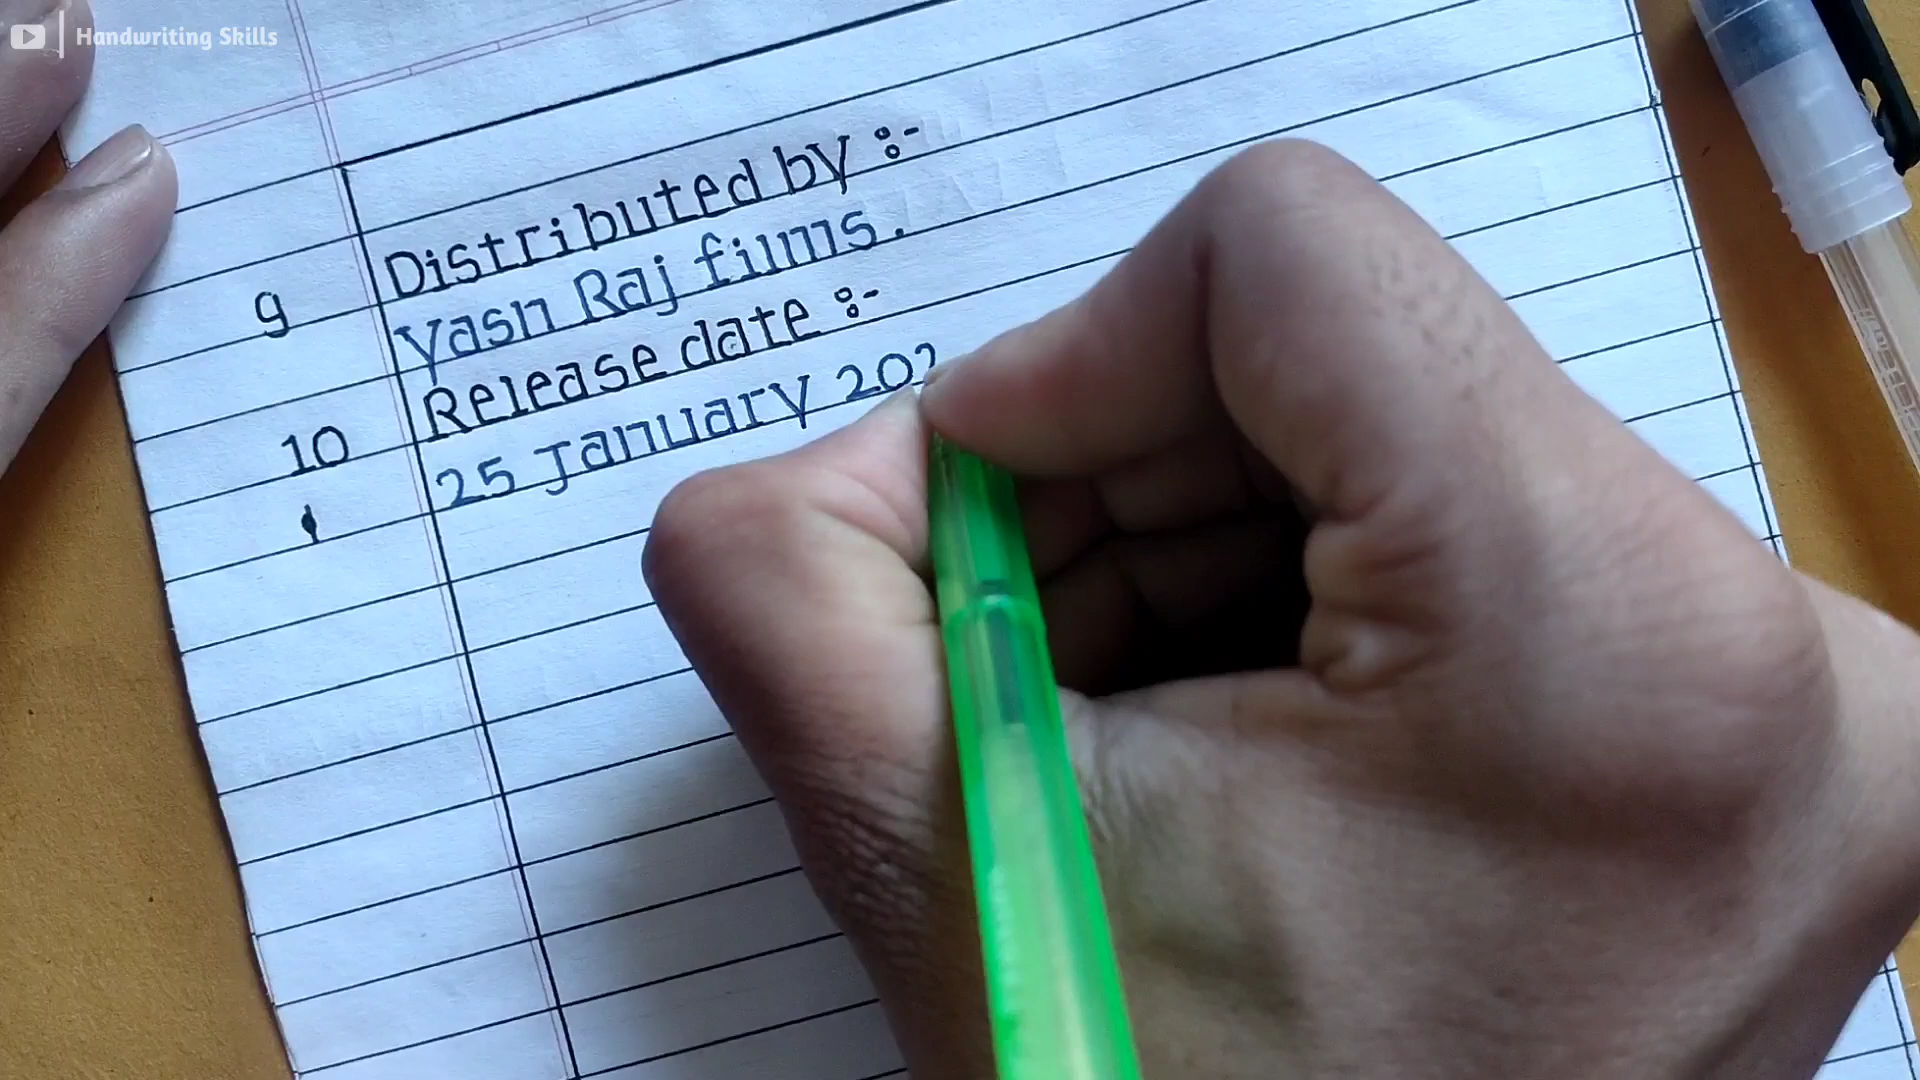 Handwriting Skills
Distributed by :-
9 Yash Raj films.
Release date :-
10 25 January 202